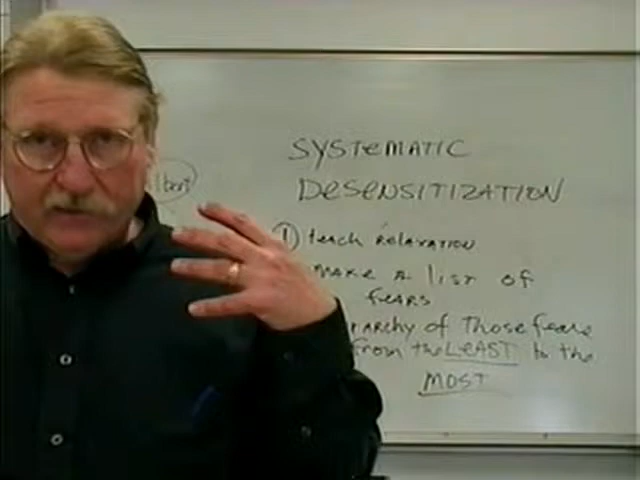 SYSTEMATIC
DESENSITIZATION
① teach RELAXATION
MAKE A list of
fears
archy of Those fears
from the LEAST to the
MOST